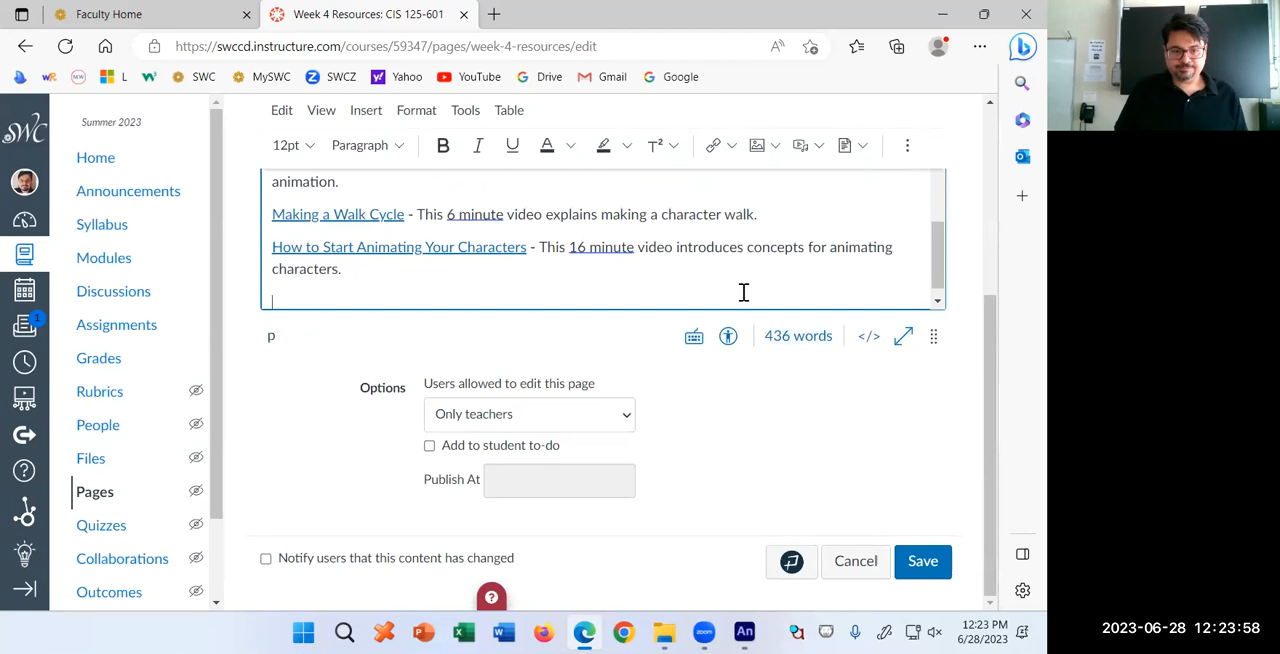 Faculty Home
Week 4 Resources: CIS 125-601
https://swccd.instructure.com/courses/59347/pages/week-4-resources/edit
L
SWC
MySWC
SWCZ
Yahoo
YouTube
Drive
Gmail
Google
SWC
Summer 2023
Home
Announcements
Syllabus
Modules
Discussions
1
Assignments
Grades
Rubrics
People
Files
Pages
Quizzes
Collaborations
Outcomes
Edit View Insert Format Tools Table
12pt Paragraph B I U A T²
animation.
Making a Walk Cycle - This 6 minute video explains making a character walk.
How to Start Animating Your Characters - This 16 minute video introduces concepts for animating
characters.
p
436 words </>
Options
Users allowed to edit this page
Only teachers
Add to student to-do
Publish At
Notify users that this content has changed
Cancel
Save
12:23 PM
6/28/2023
2023-06-28 12:23:58